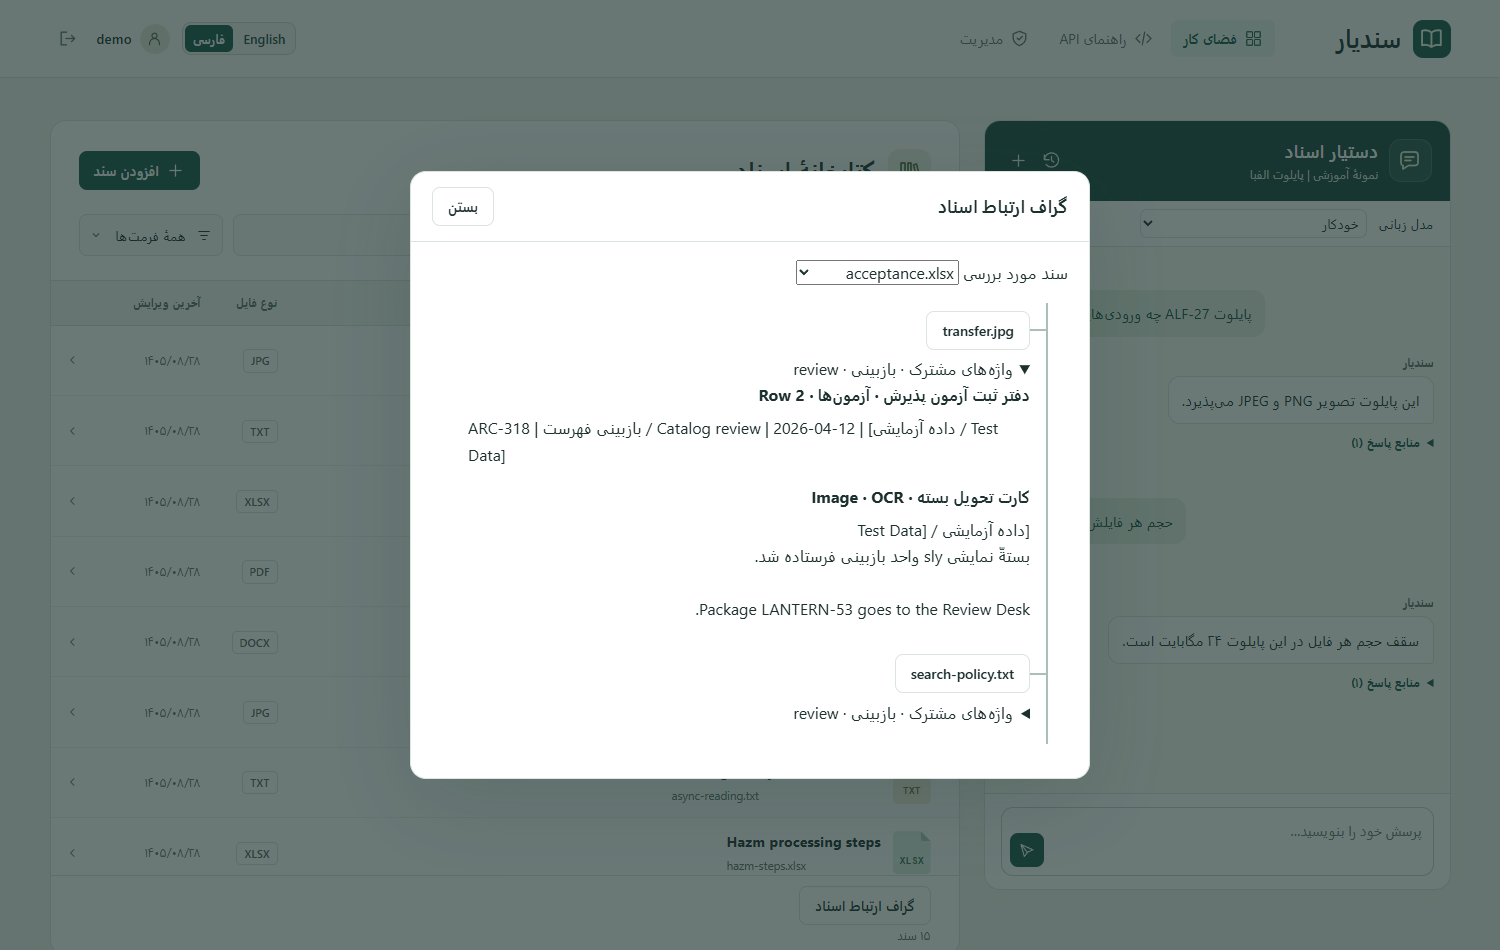 سندیار
فضای کار
راهنمای API
مدیریت
English
فارسی
demo
دستیار اسناد
نمونهٔ آموزشی | پایلوت الفبا
مدل زبانی
خودکار
پایلوت ALF-27 چه ورودی‌ها
سندیار
این پایلوت تصویر PNG و JPEG می‌پذیرد.
منابع پاسخ (۱)
حجم هر فایلش
سندیار
سقف حجم هر فایل در این پایلوت ۲۴ مگابایت است.
منابع پاسخ (۱)
پرسش خود را بنویسید...
کتابخانهٔ اسناد
افزودن سند
همهٔ فرمت‌ها
نوع فایل
آخرین ویرایش
JPG
۱۴۰۵/۰۸/۲۸
TXT
۱۴۰۵/۰۸/۲۸
XLSX
۱۴۰۵/۰۸/۲۸
PDF
۱۴۰۵/۰۸/۲۸
DOCX
۱۴۰۵/۰۸/۲۸
JPG
۱۴۰۵/۰۸/۲۸
TXT
async-reading.txt
TXT
۱۴۰۵/۰۸/۲۸
XLSX
Hazm processing steps
hazm-steps.xlsx
XLSX
۱۴۰۵/۰۸/۲۸
گراف ارتباط اسناد
۱۵ سند
گراف ارتباط اسناد
بستن
سند مورد بررسی
acceptance.xlsx
transfer.jpg
واژه‌های مشترک · بازبینی · review
دفتر ثبت آزمون پذیرش · آزمون‌ها · Row 2
ARC-318 | بازبینی فهرست / Catalog review | 2026-04-12 | [داده آزمایشی / Test
Data]
کارت تحویل بسته · Image · OCR
[داده آزمایشی / [Test Data
بستهٔ نمایشی sly واحد بازبینی فرستاده شد.
Package LANTERN-53 goes to the Review Desk.
search-policy.txt
واژه‌های مشترک · بازبینی · review